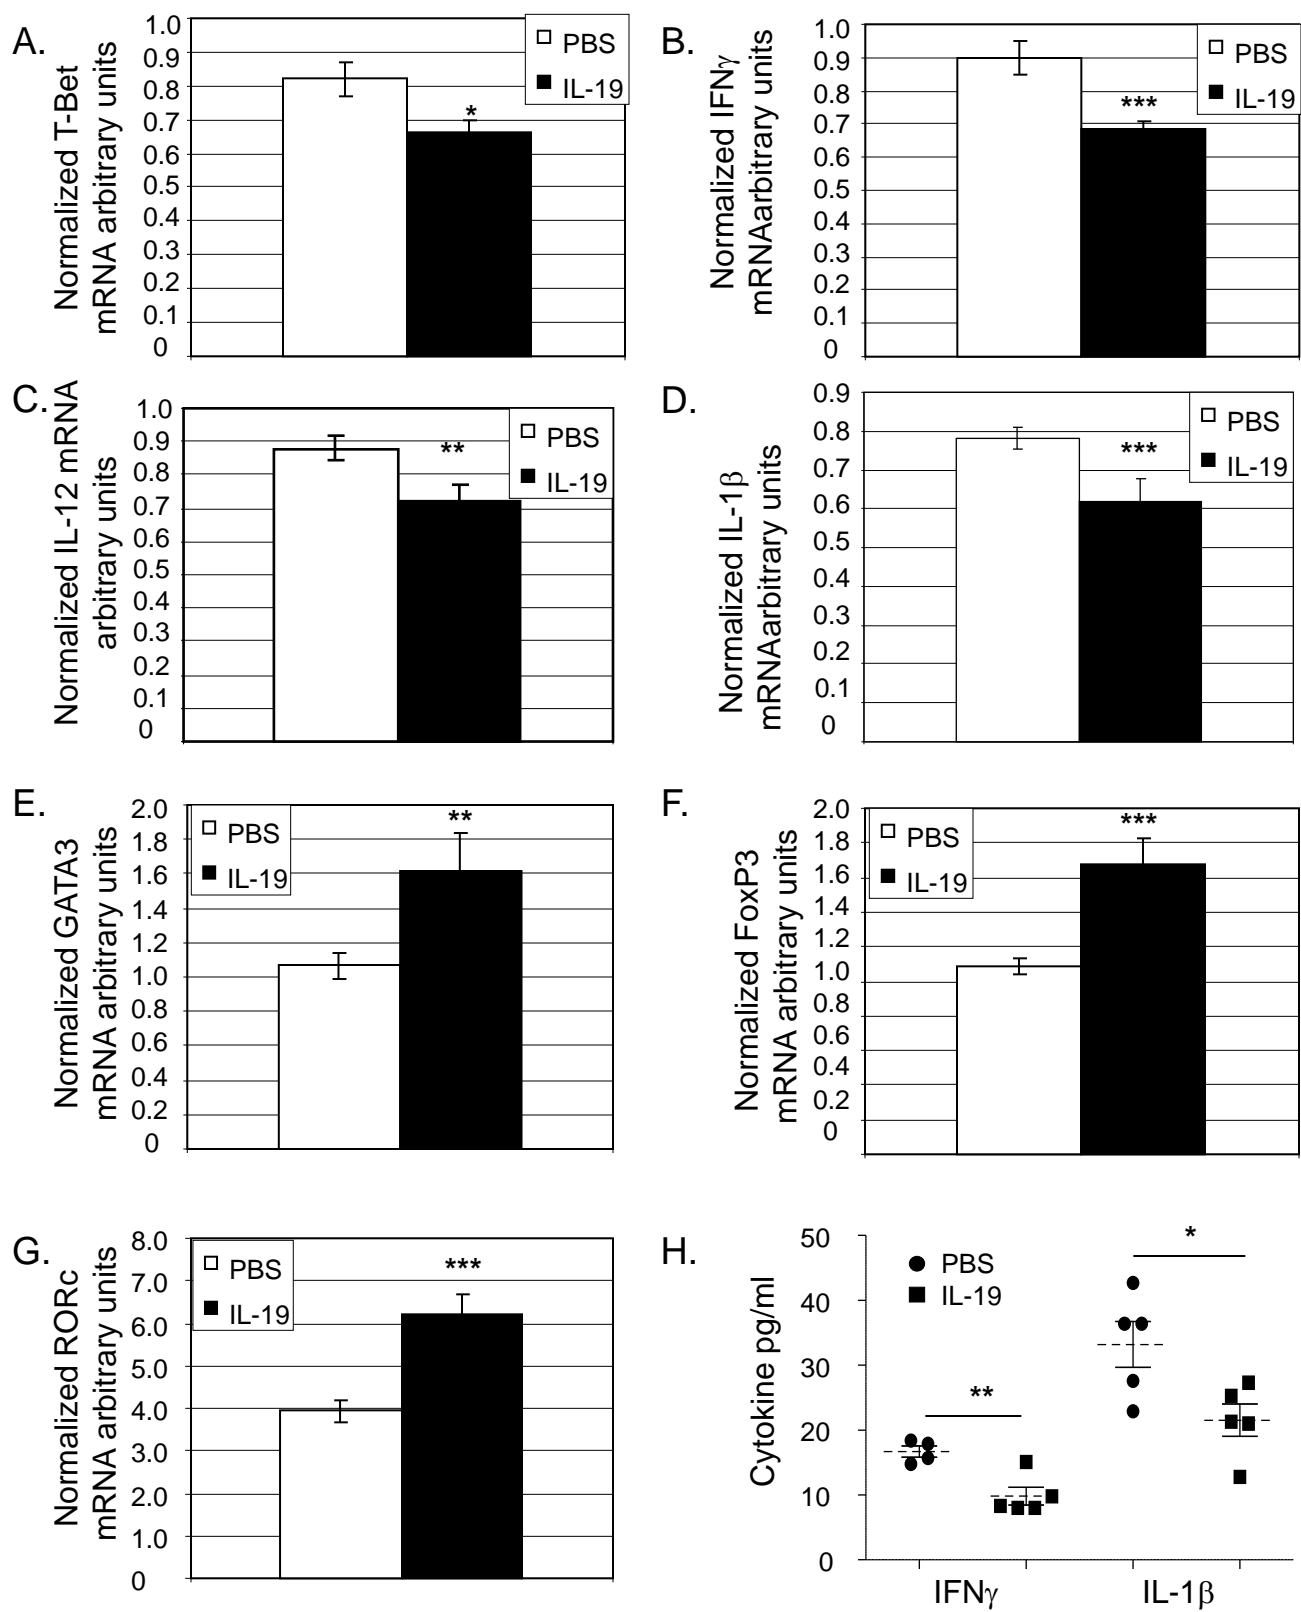 A.
Normalized T-Bet
mRNA arbitrary units
1.0
0.9
0.8
0.7
0.6
0.5
0.4
0.3
0.2
0.1
0
PBS
IL-19
*
B.
Normalized IFNγ
mRNAarbitrary units
1.0
0.9
0.8
0.7
0.6
0.5
0.4
0.3
0.2
0.1
0
PBS
IL-19
***
C.
Normalized IL-12 mRNA
arbitrary units
1.0
0.9
0.8
0.7
0.6
0.5
0.4
0.3
0.2
0.1
0
PBS
IL-19
**
D.
Normalized IL-1β
mRNAarbitrary units
0.9
0.8
0.7
0.6
0.5
0.4
0.3
0.2
0.1
0
PBS
IL-19
***
E.
Normalized GATA3
mRNA arbitrary units
2.0
1.8
1.6
1.4
1.2
1.0
0.8
0.6
0.4
0.2
0
PBS
IL-19
**
F.
Normalized FoxP3
mRNA arbitrary units
2.0
1.8
1.6
1.4
1.2
1.0
0.8
0.6
0.4
0.2
0
PBS
IL-19
***
G.
Normalized RORc
mRNA arbitrary units
8.0
7.0
6.0
5.0
4.0
3.0
2.0
1.0
0
PBS
IL-19
***
H.
Cytokine pg/ml
50
40
30
20
10
0
PBS
IL-19
**
*
IFNγ
IL-1β